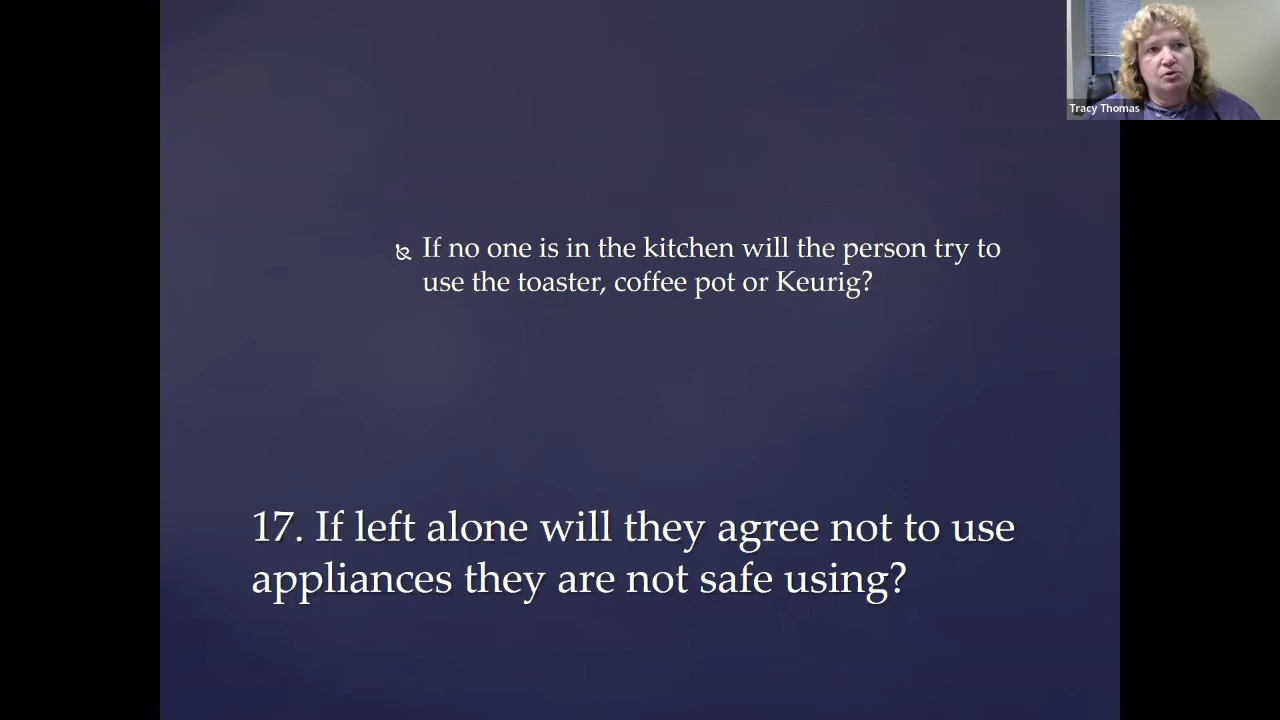 Tracy Thomas
If no one is in the kitchen will the person try to
use the toaster, coffee pot or Keurig?
17. If left alone will they agree not to use
appliances they are not safe using?